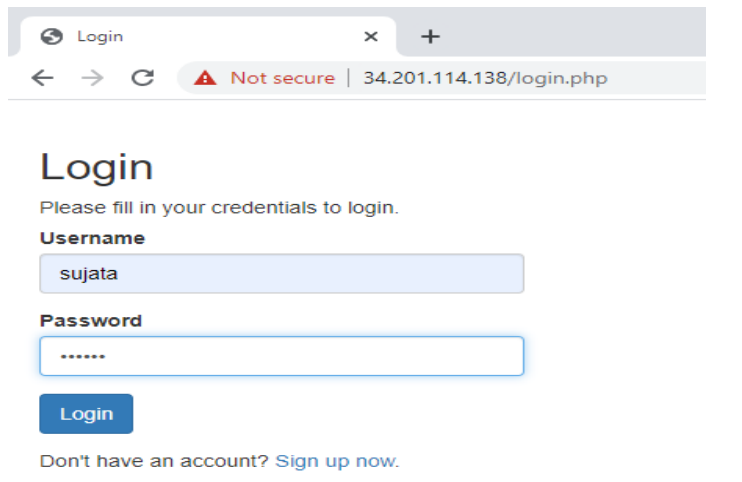 Login
Not secure | 34.201.114.138/login.php
Login
Please fill in your credentials to login.
Username
sujata
Password
••••••
Login
Don't have an account? Sign up now.